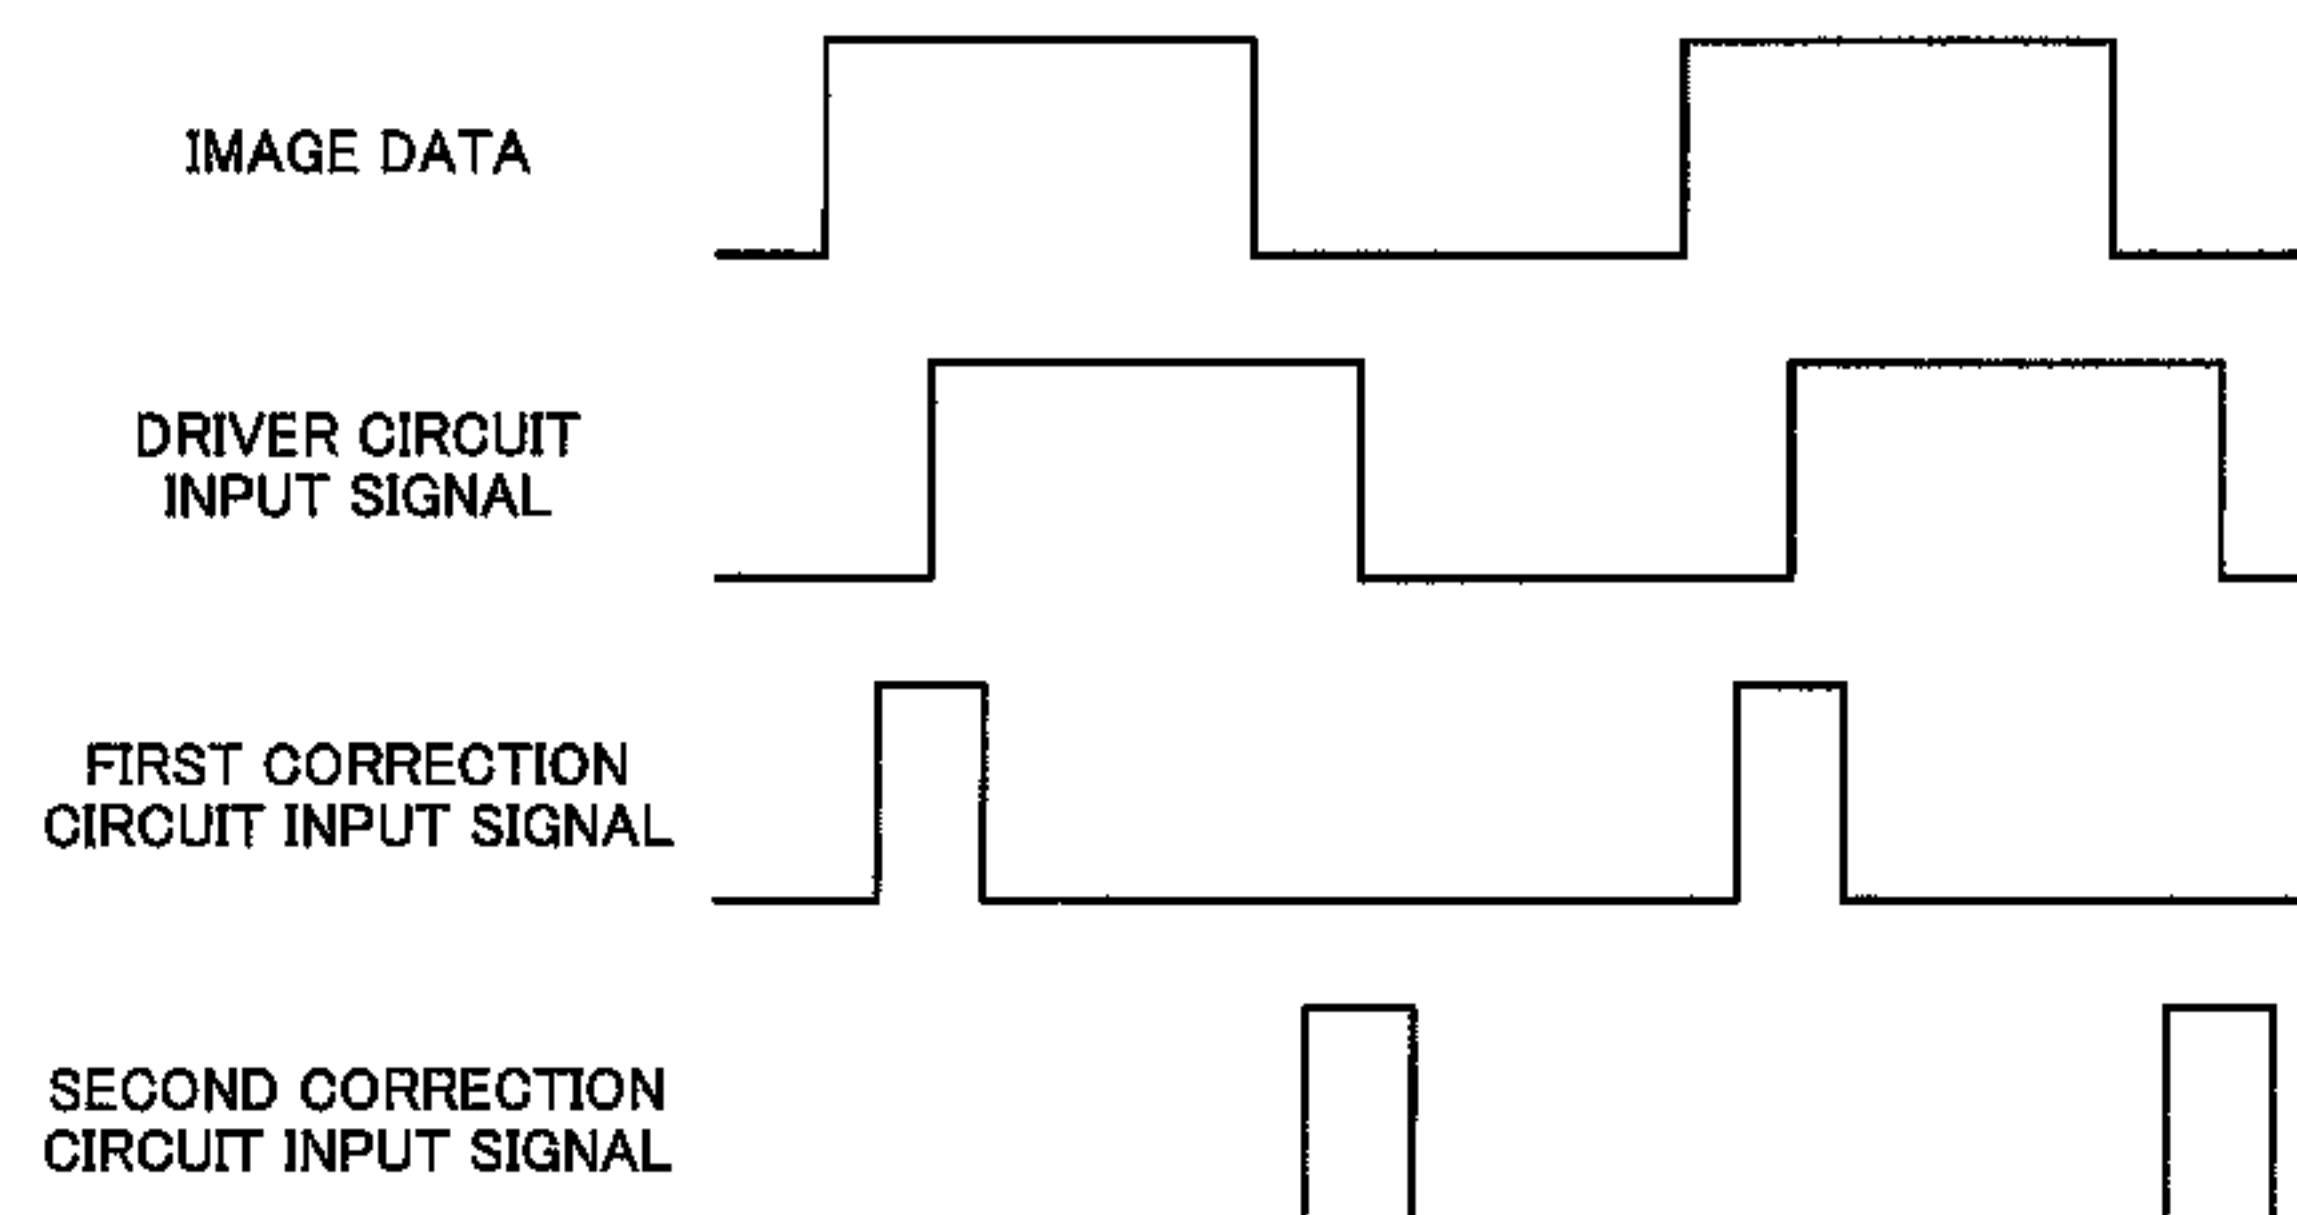 IMAGE DATA
DRIVER CIRCUIT
INPUT SIGNAL
FIRST CORRECTION
CIRCUIT INPUT SIGNAL
SECOND CORRECTION
CIRCUIT INPUT SIGNAL